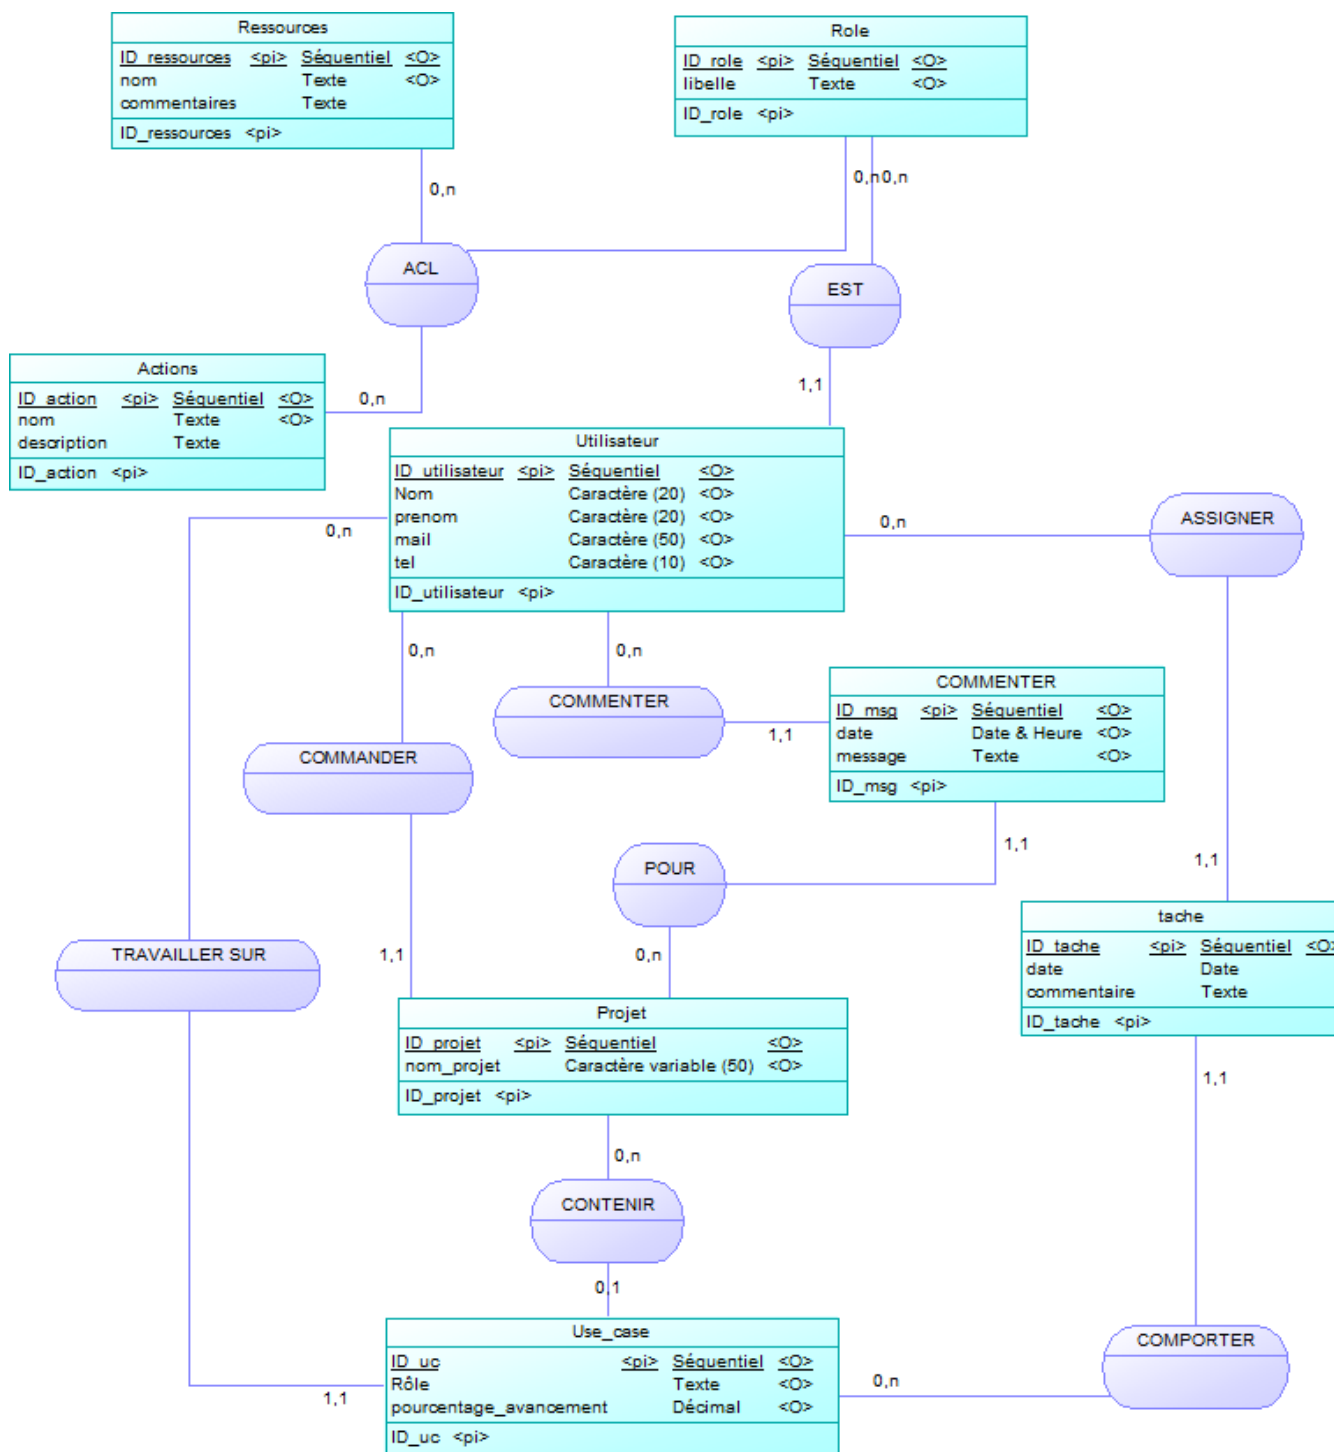 Ressources
ID_ressources <pi> Séquentiel <O>
nom Texte <O>
commentaires Texte
ID_ressources <pi>
Role
ID_role <pi> Séquentiel <O>
libelle Texte <O>
ID_role <pi>
0,n
0,n
0,n
ACL
EST
Actions
ID_action <pi> Séquentiel <O>
nom Texte <O>
description Texte
ID_action <pi>
0,n
1,1
Utilisateur
ID_utilisateur <pi> Séquentiel <O>
Nom Caractère (20) <O>
prenom Caractère (20) <O>
mail Caractère (50) <O>
tel Caractère (10) <O>
ID_utilisateur <pi>
0,n
0,n
ASSIGNER
0,n
0,n
COMMENTER
1,1
COMMENTER
ID_msg <pi> Séquentiel <O>
date Date & Heure <O>
message Texte <O>
ID_msg <pi>
COMMANDER
1,1
POUR
1,1
tache
ID_tache <pi> Séquentiel <O>
date Date
commentaire Texte
ID_tache <pi>
TRAVAILLER SUR
1,1
0,n
Projet
ID_projet <pi> Séquentiel <O>
nom_projet Caractère variable (50) <O>
ID_projet <pi>
1,1
0,n
CONTENIR
0,1
Use_case
ID_uc <pi> Séquentiel <O>
Rôle Texte <O>
pourcentage_avancement Décimal <O>
ID_uc <pi>
1,1
0,n
COMPORTER